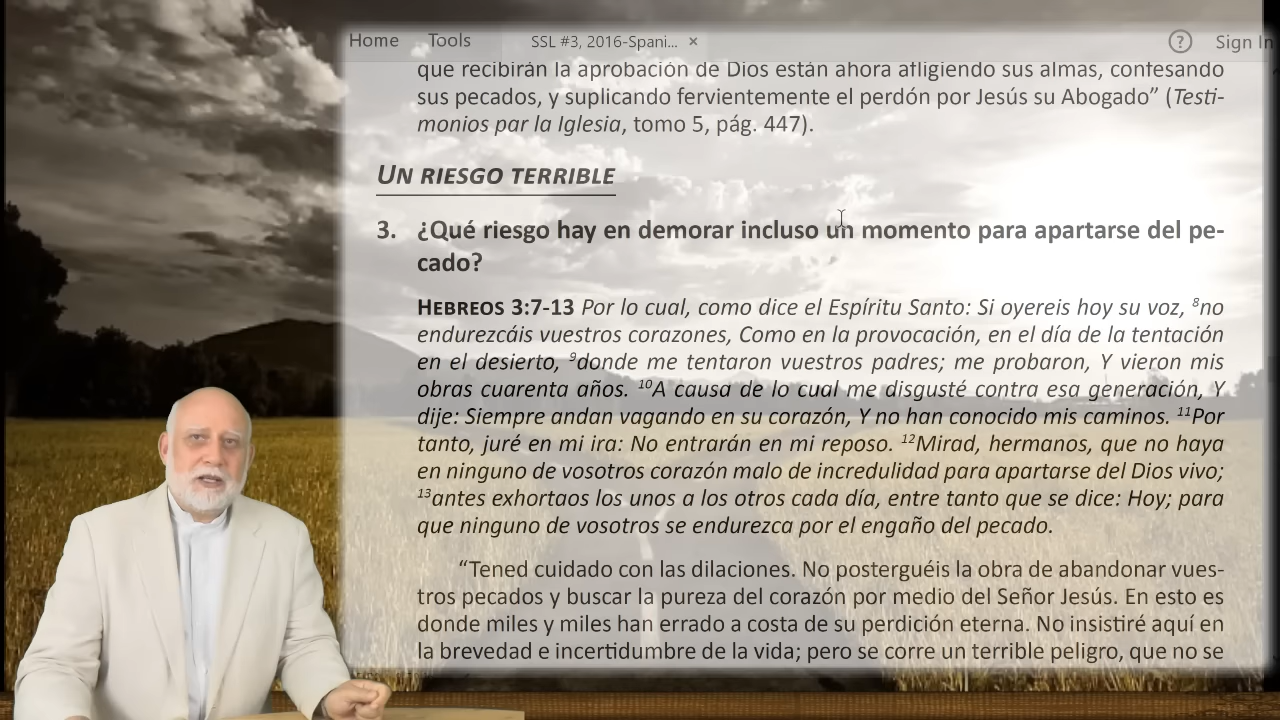 Home Tools SSL #3, 2016-Spani... × ? Sign In
que recibirán la aprobación de Dios están ahora afligiendo sus almas, confesando
sus pecados, y suplicando fervientemente el perdón por Jesús su Abogado” (Testi-
monios par la Iglesia, tomo 5, pág. 447).
UN RIESGO TERRIBLE
3. ¿Qué riesgo hay en demorar incluso un momento para apartarse del pe-
cado?
HEBREOS 3:7-13 Por lo cual, como dice el Espíritu Santo: Si oyereis hoy su voz, ⁸no
endurezcáis vuestros corazones, Como en la provocación, en el día de la tentación
en el desierto, ⁹donde me tentaron vuestros padres; me probaron, Y vieron mis
obras cuarenta años. ¹⁰A causa de lo cual me disgusté contra esa generación, Y
dije: Siempre andan vagando en su corazón, Y no han conocido mis caminos. ¹¹Por
tanto, juré en mi ira: No entrarán en mi reposo. ¹²Mirad, hermanos, que no haya
en ninguno de vosotros corazón malo de incredulidad para apartarse del Dios vivo;
¹³antes exhortaos los unos a los otros cada día, entre tanto que se dice: Hoy; para
que ninguno de vosotros se endurezca por el engaño del pecado.
“Tened cuidado con las dilaciones. No posterguéis la obra de abandonar vues-
tros pecados y buscar la pureza del corazón por medio del Señor Jesús. En esto es
donde miles y miles han errado a costa de su perdición eterna. No insistiré aquí en
la brevedad e incertidumbre de la vida; pero se corre un terrible peligro, que no se